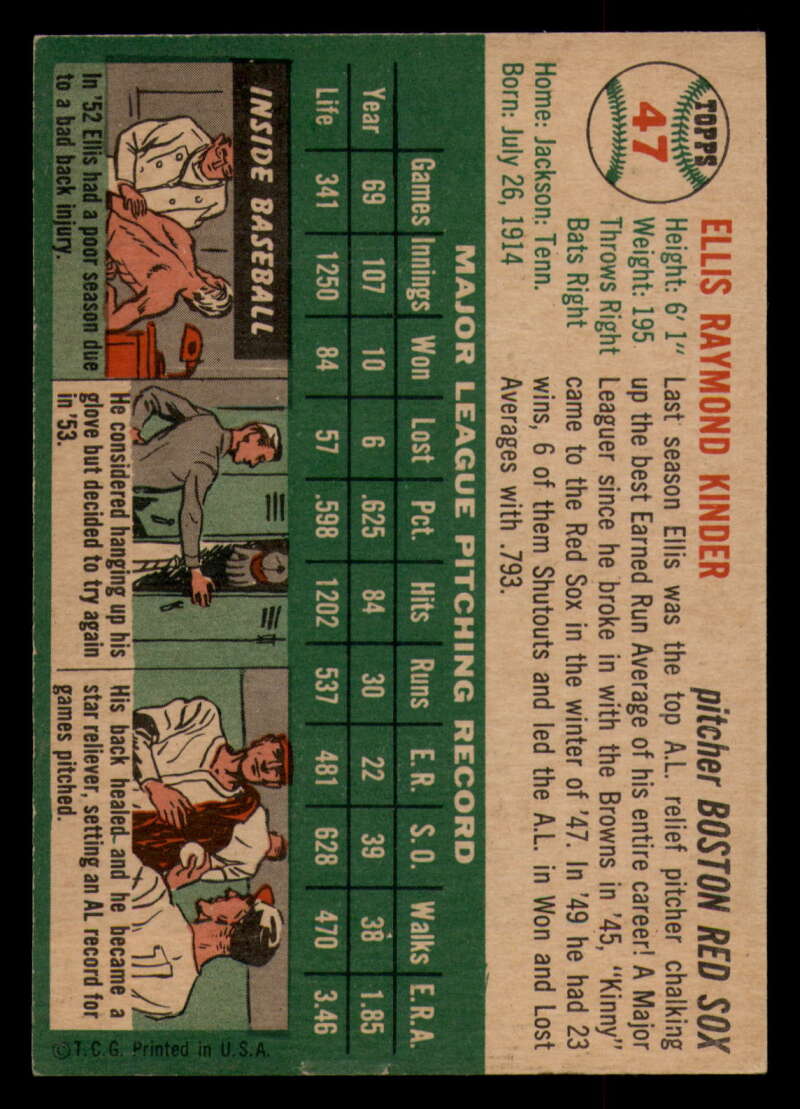 TOPPS
47
ELLIS RAYMOND KINDER
pitcher BOSTON RED SOX
Height: 6' 1"
Weight: 195
Throws Right
Bats Right
Home: Jackson: Tenn.
Born: July 26, 1914
Last season Ellis was the top A.L. relief pitcher chalking
up the best Earned Run Average of his entire career! A Major
Leaguer since he broke in with the Browns in '45, "Kinny"
came to the Red Sox in the winter of '47. In '49 he had 23
wins, 6 of them Shutouts and led the A.L. in Won and Lost
Averages with .793.
MAJOR LEAGUE PITCHING RECORD
Games Innings Won Lost Pct. Hits Runs E.R. S.O. Walks E.R.A.
Year 69 107 10 6 .625 84 30 22 39 38 1.85
Life 341 1250 84 57 .598 1202 537 481 628 470 3.46
INSIDE BASEBALL
In '52 Ellis had a poor season due
to a bad back injury.
He considered hanging up his
glove but decided to try again
in '53.
His back healed and he became a
star reliever, setting an AL record for
games pitched.
©T.C.G. Printed in U.S.A.